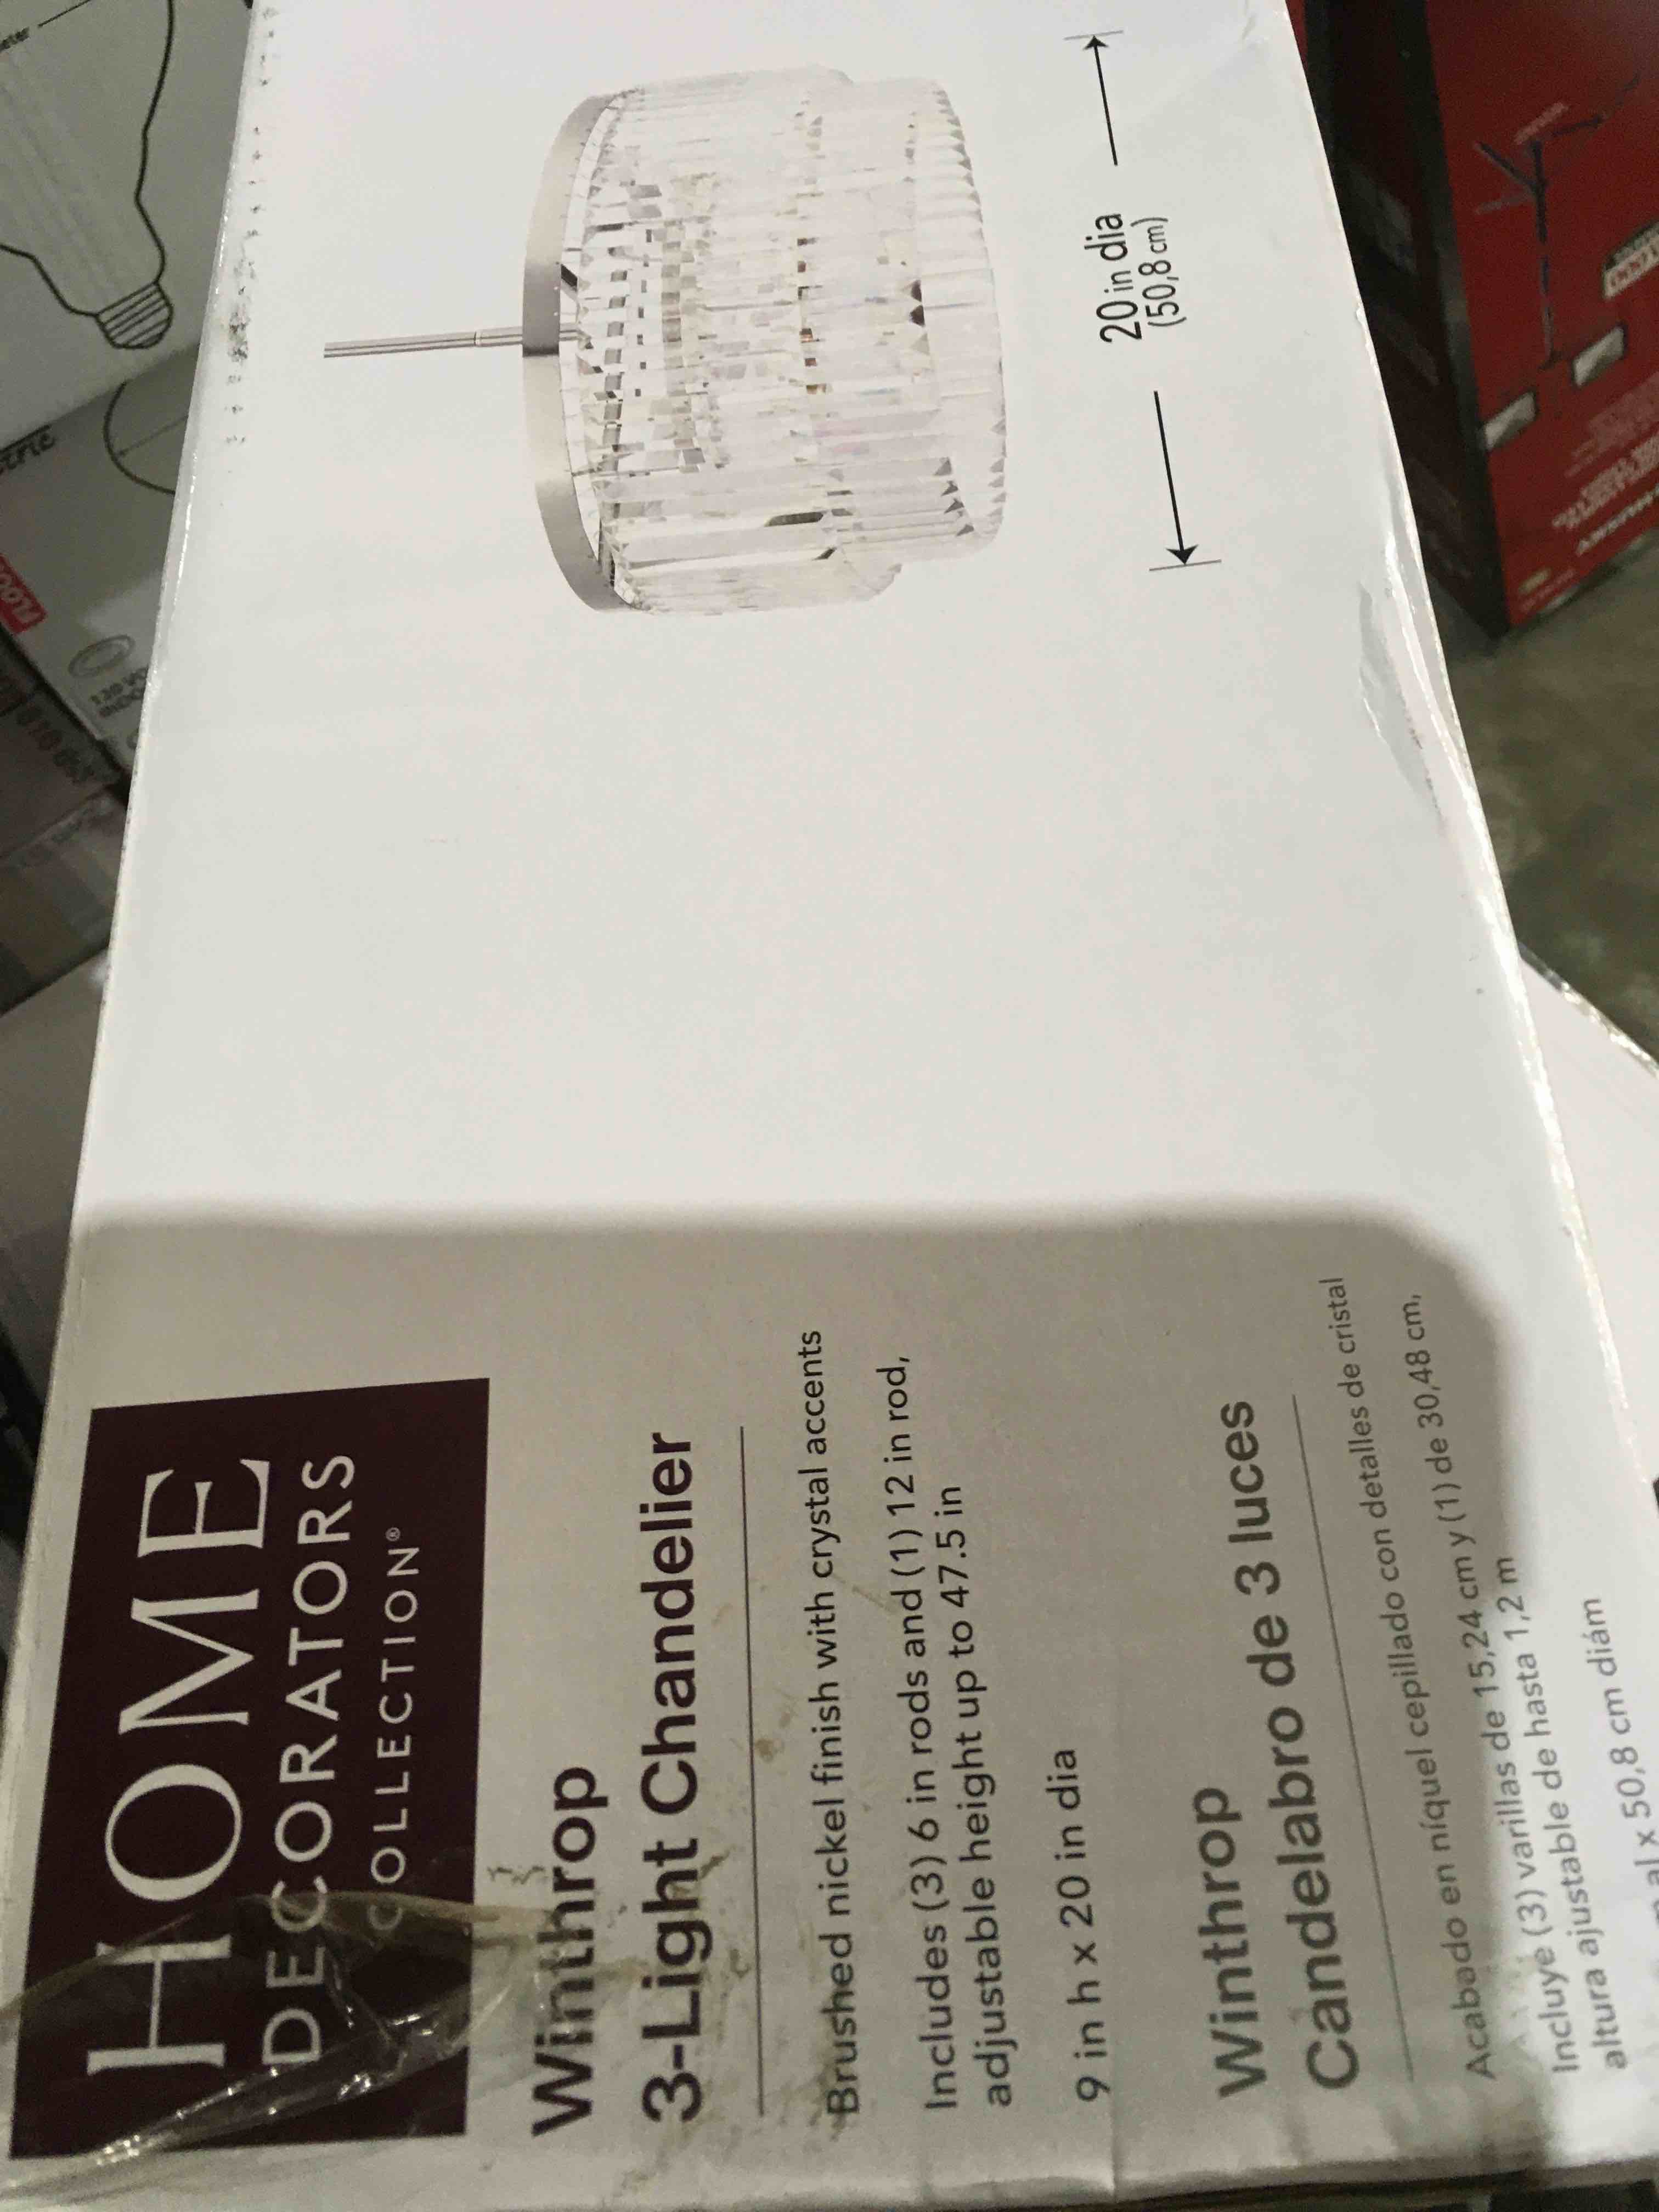 HOME
DECORATORS
COLLECTION®
Winthrop
3-Light Chandelier
Brushed nickel finish with crystal accents
Includes (3) 6 in rods and (1) 12 in rod,
adjustable height up to 47.5 in
9 in h x 20 in dia
Winthrop
Candelabro de 3 luces
Acabado en níquel cepillado con detalles de cristal
Incluye (3) varillas de 15,24 cm y (1) de 30,48 cm,
altura ajustable de hasta 1,2 m
x 50,8 cm diám
20 in dia
(50,8 cm)